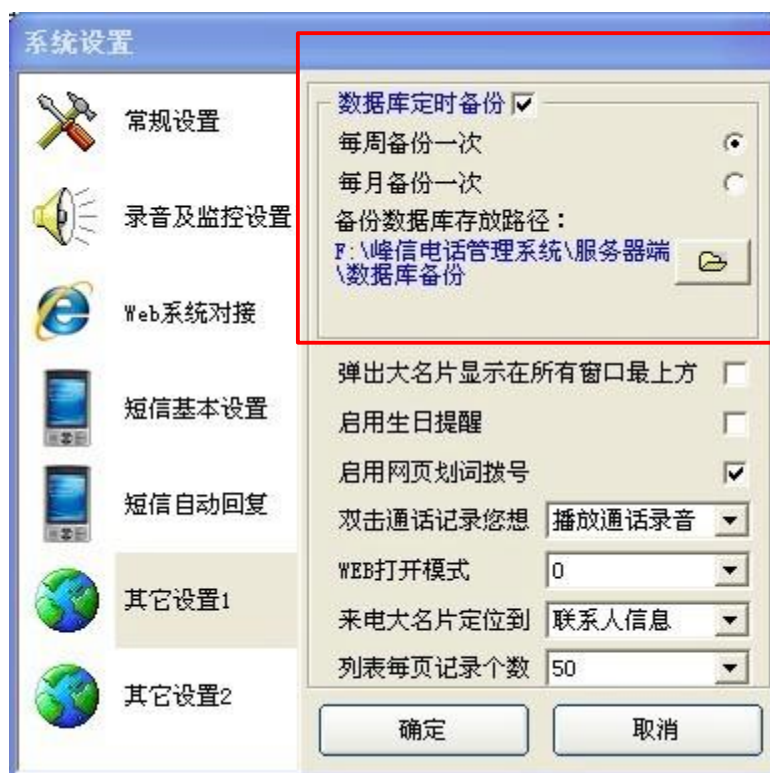 系统设置
常规设置
录音及监控设置
Web系统对接
短信基本设置
短信自动回复
其它设置1
其它设置2
数据库定时备份
每周备份一次
每月备份一次
备份数据库存放路径：
F:\峰信电话管理系统\服务器端
\数据库备份
弹出大名片显示在所有窗口最上方
启用生日提醒
启用网页划词拨号
双击通话记录您想 播放通话录音
WEB打开模式 0
来电大名片定位到 联系人信息
列表每页记录个数 50
确定 取消